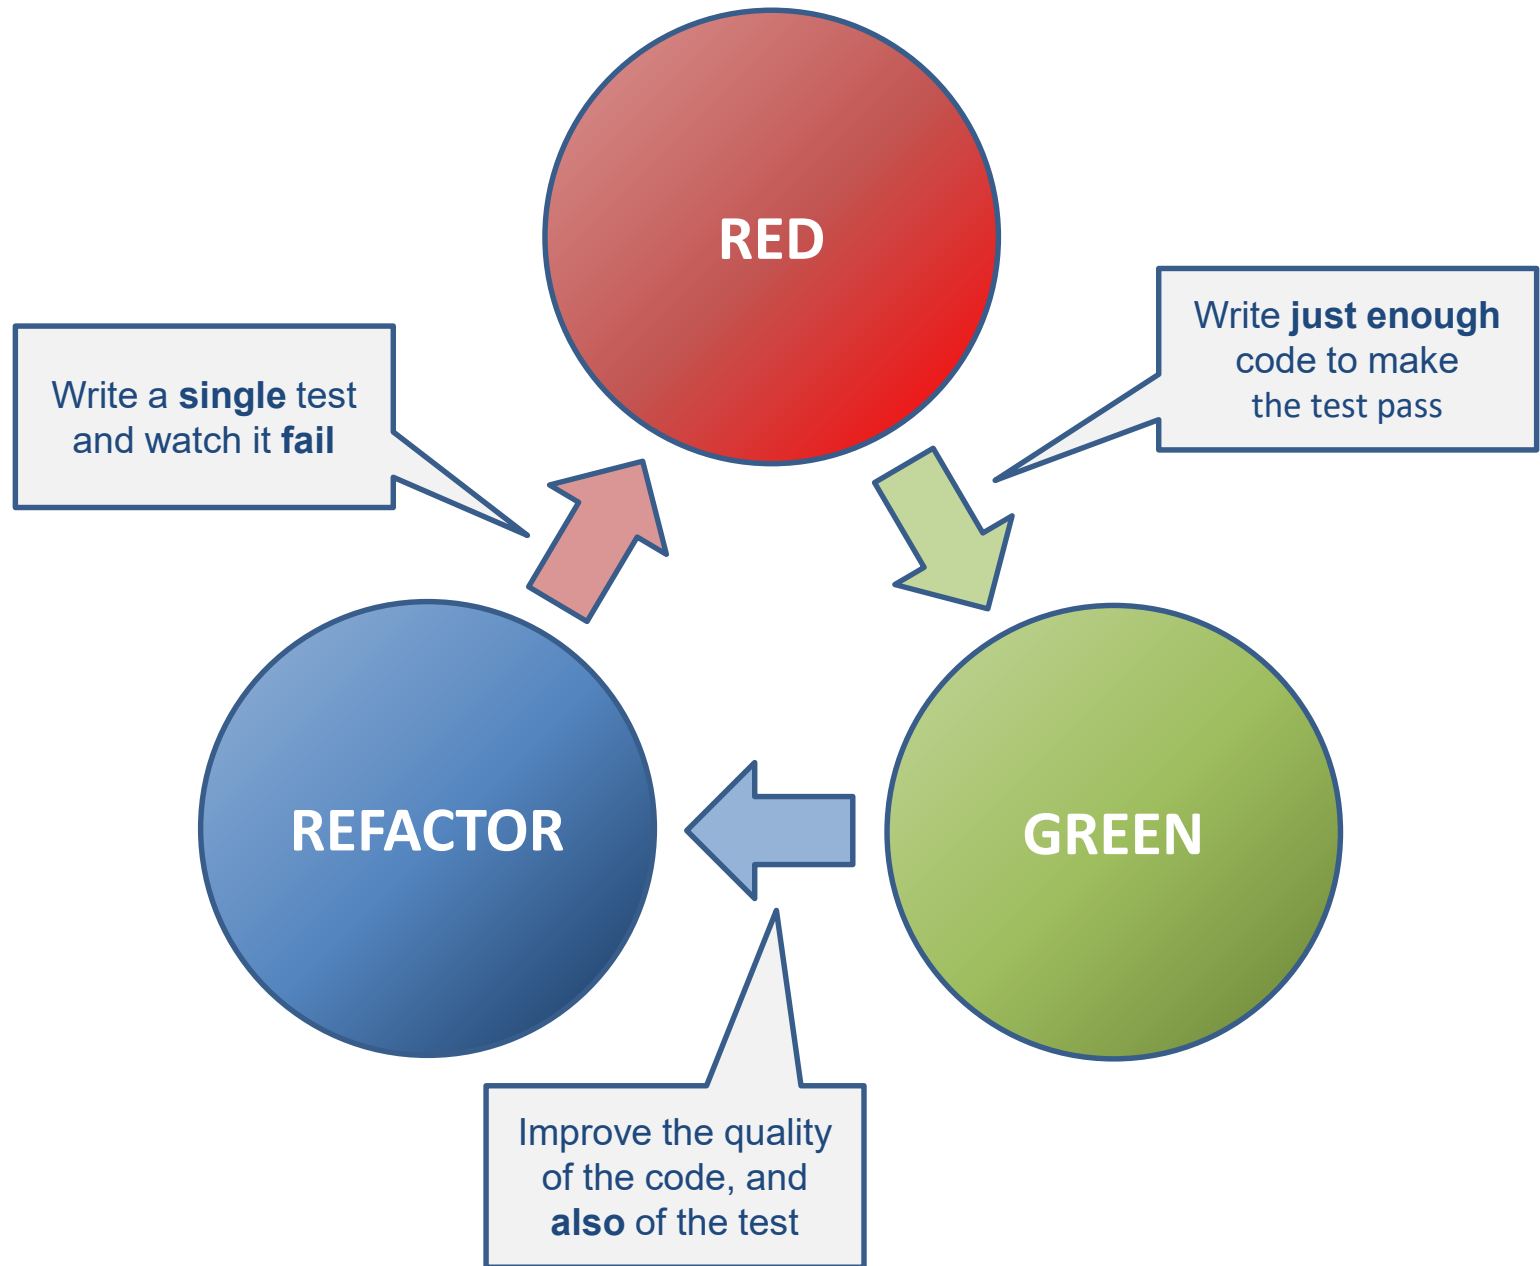 RED
Write just enough
code to make
the test pass
Write a single test
and watch it fail
REFACTOR
GREEN
Improve the quality
of the code, and
also of the test